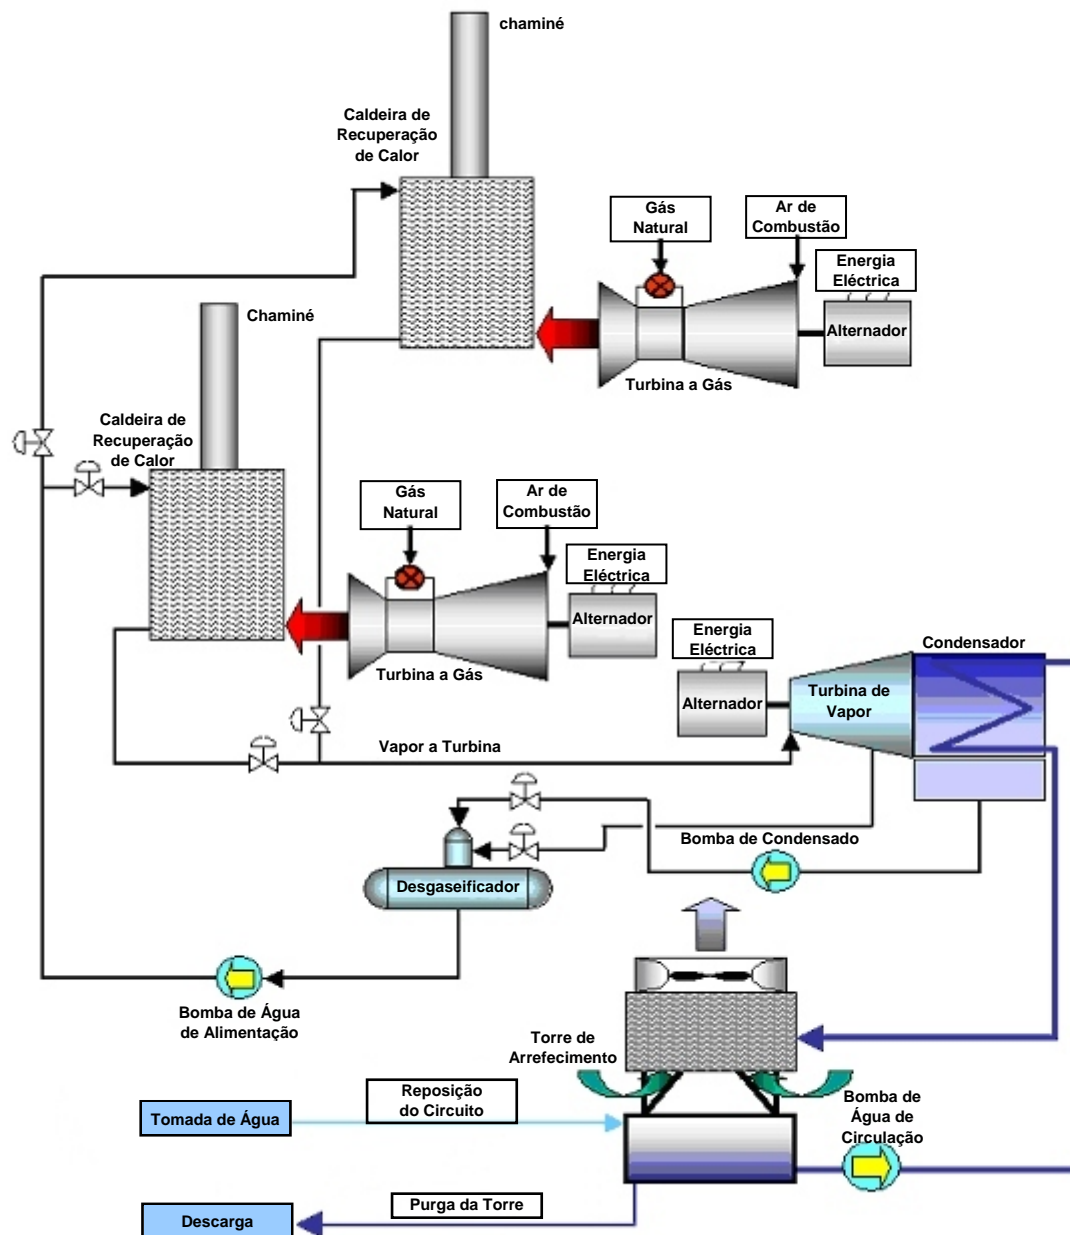 chaminé
Caldeira de
Recuperação
de Calor
Gás
Natural
Ar de
Combustão
Energia
Eléctrica
Alternador
Turbina a Gás
Chaminé
Caldeira de
Recuperação
de Calor
Gás
Natural
Ar de
Combustão
Energia
Eléctrica
Alternador
Turbina a Gás
Energia
Eléctrica
Alternador
Condensador
Turbina de
Vapor
Vapor a Turbina
Bomba de Condensado
Desgaseificador
Bomba de Água
de Alimentação
Torre de
Arrefecimento
Reposição
do Circuito
Tomada de Água
Bomba de
Água de
Circulação
Purga da Torre
Descarga